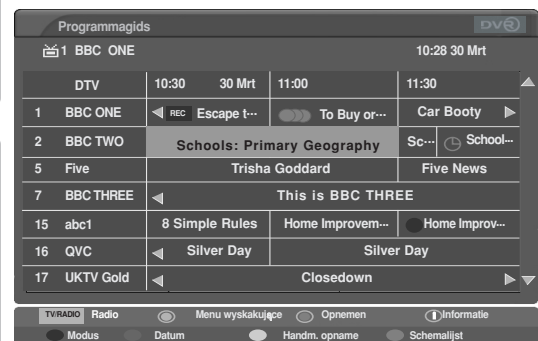 Programmagids DVR
1 BBC ONE 10:28 30 Mrt
DTV 10:30 30 Mrt 11:00 11:30
1 BBC ONE REC Escape t··· To Buy or··· Car Booty
2 BBC TWO Schools: Primary Geography Sc··· School···
5 Five Trisha Goddard Five News
7 BBC THREE This is BBC THREE
15 abc1 8 Simple Rules Home Improvem··· Home Improv···
16 QVC Silver Day Silver Day
17 UKTV Gold Closedown
TV/RADIO Radio Menu wyskakujące Opnemen Informatie
Modus Datum Handm. opname Schemalijst